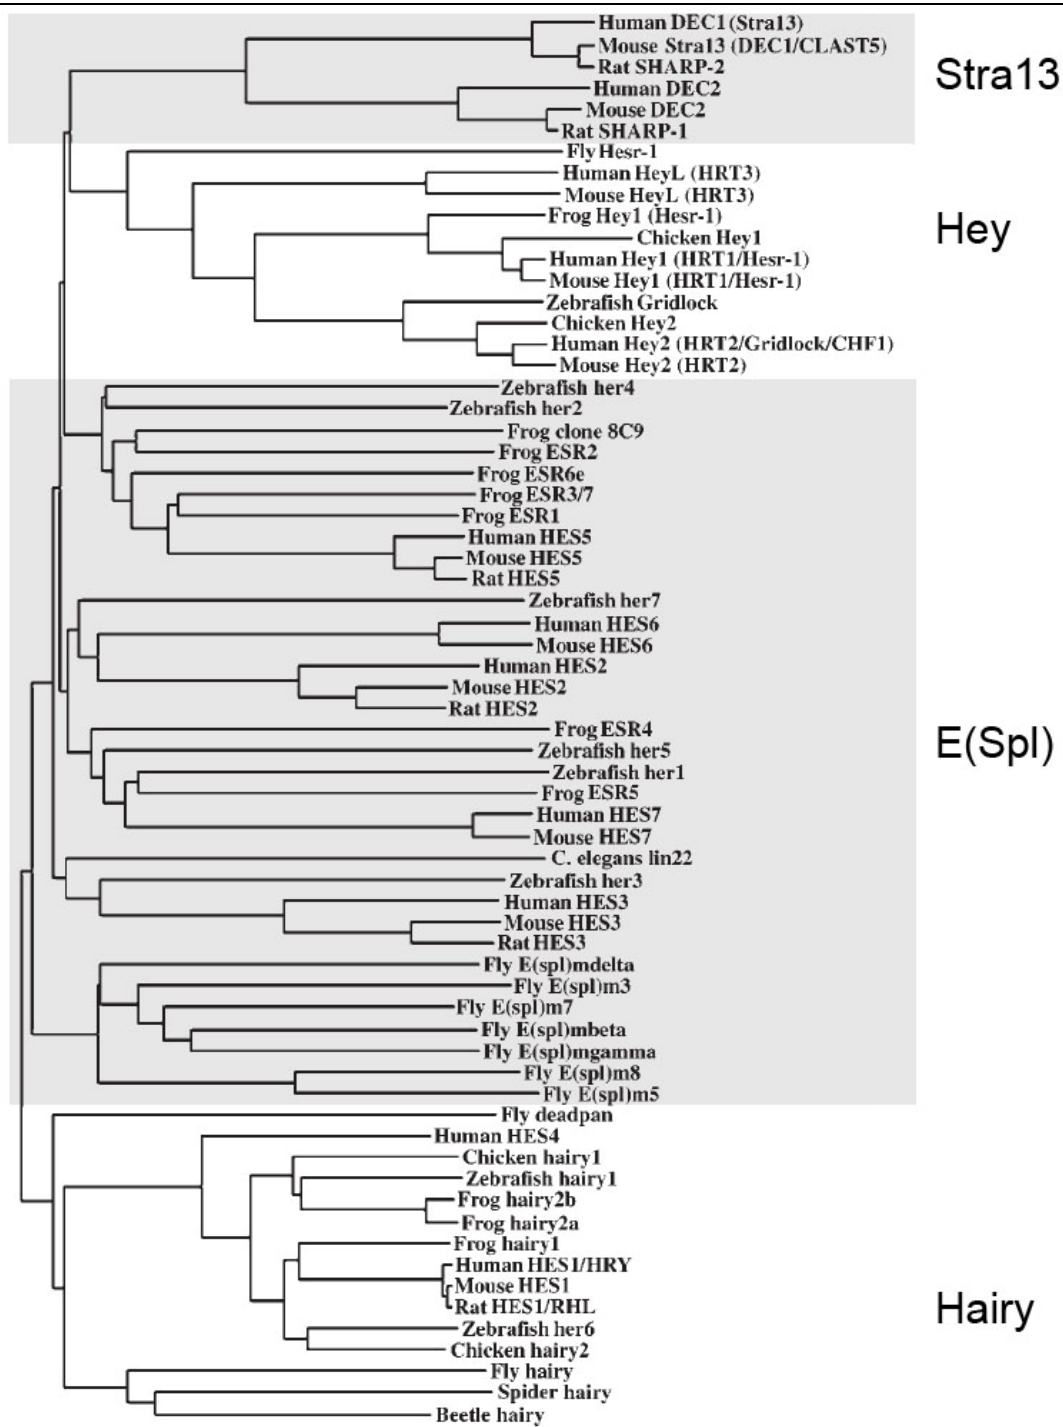 Human DEC1 (Stra13)
Mouse Stra13 (DEC1/CLAST5)
Rat SHARP-2
Stra13
Human DEC2
Mouse DEC2
Rat SHARP-1
Fly Hesr-1
Human HeyL (HRT3)
Mouse HeyL (HRT3)
Frog Hey1 (Hesr-1)
Hey
Chicken Hey1
Human Hey1 (HRT1/Hesr-1)
Mouse Hey1 (HRT1/Hesr-1)
Zebrafish Gridlock
Chicken Hey2
Human Hey2 (HRT2/Gridlock/CHF1)
Mouse Hey2 (HRT2)
Zebrafish her4
Zebrafish her2
Frog clone 8C9
Frog ESR2
Frog ESR6e
Frog ESR3/7
Frog ESR1
Human HES5
Mouse HES5
Rat HES5
Zebrafish her7
Human HES6
Mouse HES6
Human HES2
Mouse HES2
Rat HES2
Frog ESR4
E(Spl)
Zebrafish her5
Zebrafish her1
Frog ESR5
Human HES7
Mouse HES7
C. elegans lin22
Zebrafish her3
Human HES3
Mouse HES3
Rat HES3
Fly E(spl)mdelta
Fly E(spl)m3
Fly E(spl)m7
Fly E(spl)mbeta
Fly E(spl)mgamma
Fly E(spl)m8
Fly E(spl)m5
Fly deadpan
Human HES4
Chicken hairy1
Zebrafish hairy1
Frog hairy2b
Frog hairy2a
Frog hairy1
Human HES1/HRY
Mouse HES1
Rat HES1/RHL
Hairy
Zebrafish her6
Chicken hairy2
Fly hairy
Spider hairy
Beetle hairy